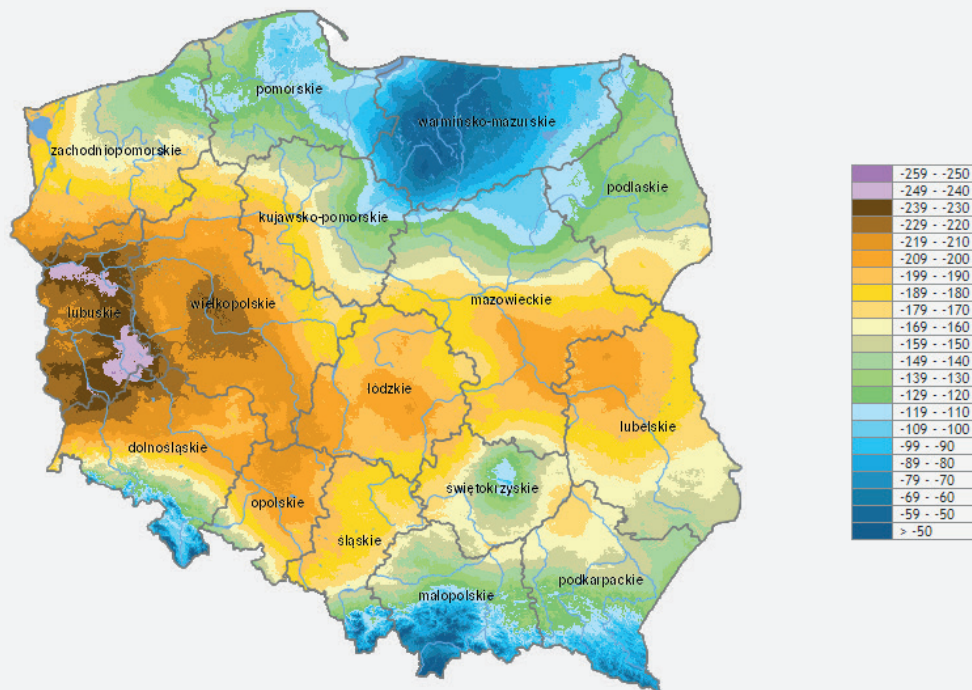 pomorskie
warmińsko-mazurskie
zachodniopomorskie
podlaskie
kujawsko-pomorskie
mazowieckie
lubuskie
wielkopolskie
łódzkie
lubelskie
dolnośląskie
świętokrzyskie
opolskie
śląskie
podkarpackie
małopolskie
-259 - -250
-249 - -240
-239 - -230
-229 - -220
-219 - -210
-209 - -200
-199 - -190
-189 - -180
-179 - -170
-169 - -160
-159 - -150
-149 - -140
-139 - -130
-129 - -120
-119 - -110
-109 - -100
-99 - -90
-89 - -80
-79 - -70
-69 - -60
-59 - -50
> -50